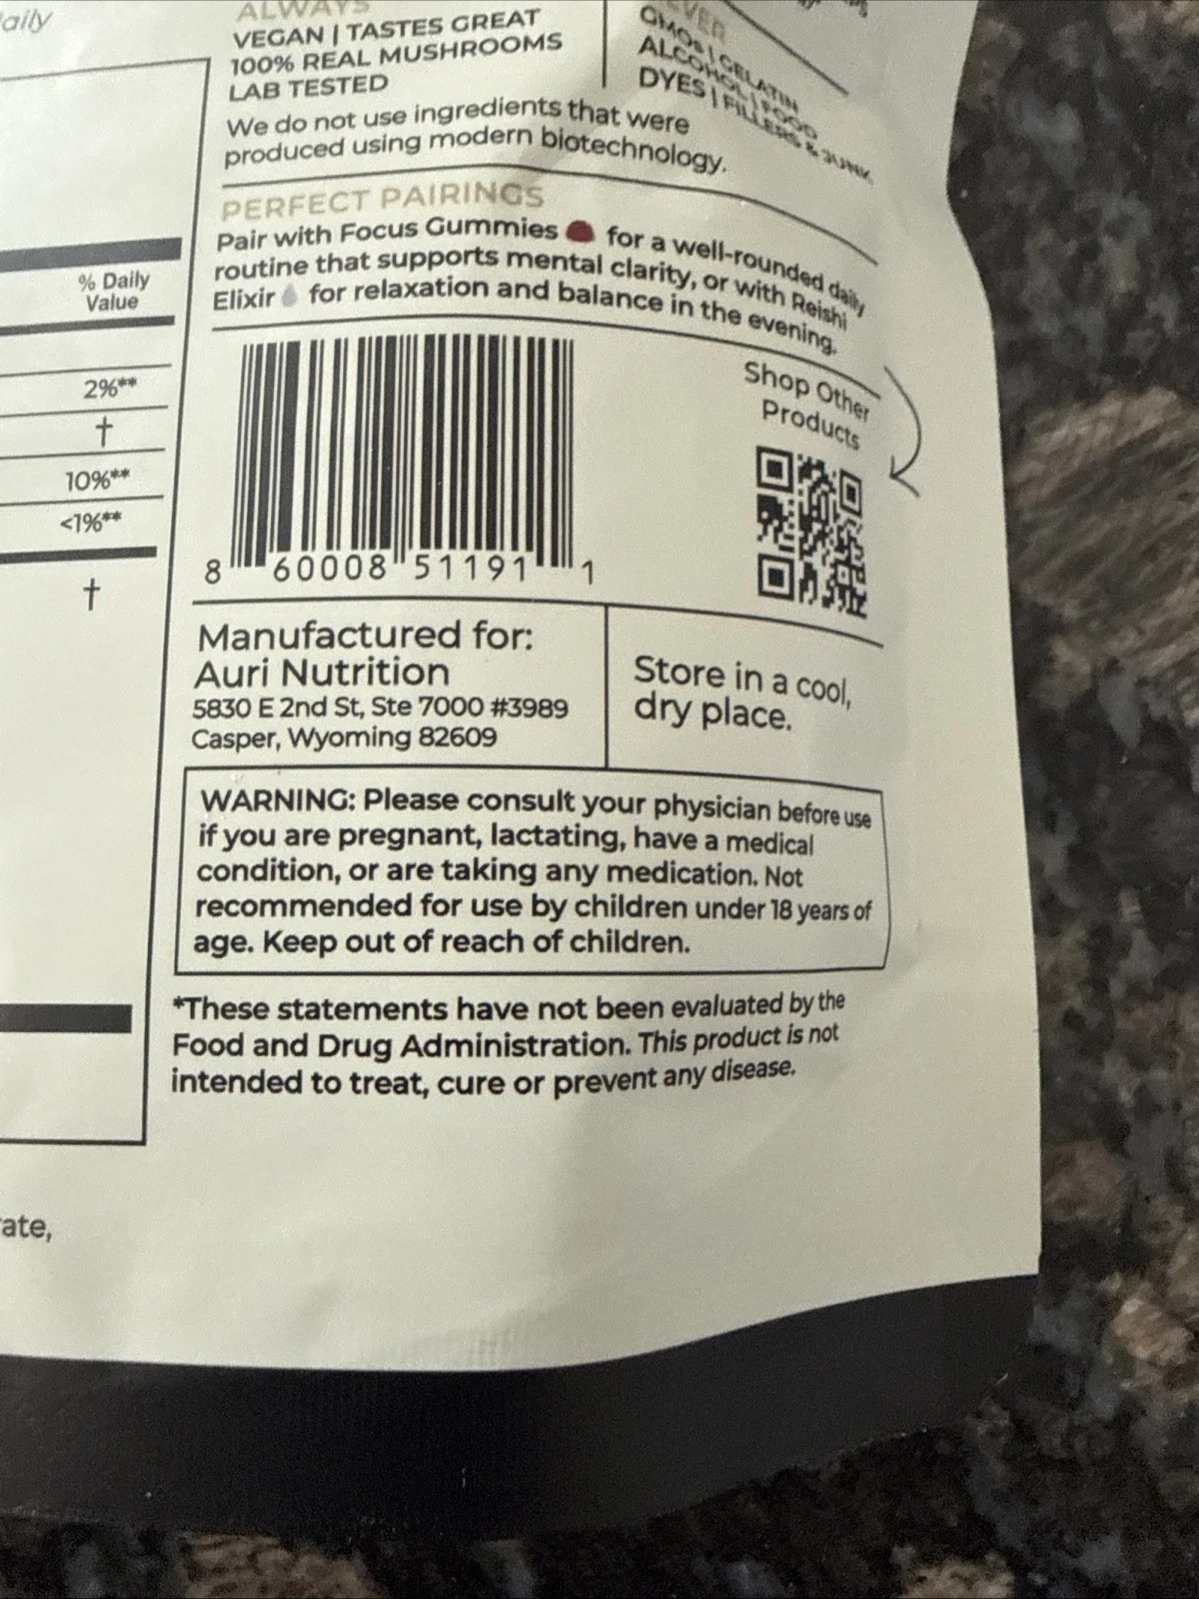 aily
ALWAYS
VEGAN | TASTES GREAT
100% REAL MUSHROOMS
LAB TESTED
EVER
GMOs | GELATIN
ALCOHOL | FOOD
DYES | FILLERS & JUNK
We do not use ingredients that were
produced using modern biotechnology.
PERFECT PAIRINGS
Pair with Focus Gummies for a well-rounded daily
routine that supports mental clarity, or with Reishi
Elixir for relaxation and balance in the evening.
% Daily
Value
2%**
†
10%**
<1%**
†
Shop Other
Products
8 60008 51191 1
Manufactured for:
Auri Nutrition
5830 E 2nd St, Ste 7000 #3989
Casper, Wyoming 82609
Store in a cool,
dry place.
WARNING: Please consult your physician before use
if you are pregnant, lactating, have a medical
condition, or are taking any medication. Not
recommended for use by children under 18 years of
age. Keep out of reach of children.
*These statements have not been evaluated by the
Food and Drug Administration. This product is not
intended to treat, cure or prevent any disease.
ate,